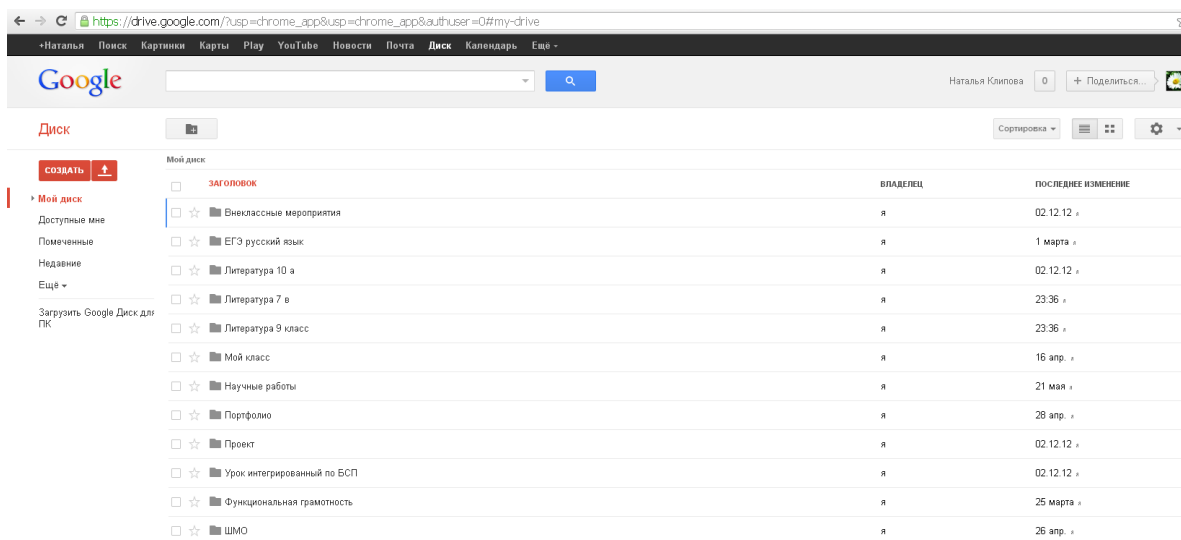 https://drive.google.com/?usp=chrome_app&usp=chrome_app&authuser=0#my-drive
+Наталья Поиск Картинки Карты Play YouTube Новости Почта Диск Календарь Ещё
Google Наталья Клипова 0 + Поделиться...
Диск Сортировка
Мой диск
СОЗДАТЬ
ЗАГОЛОВОК ВЛАДЕЛЕЦ ПОСЛЕДНЕЕ ИЗМЕНЕНИЕ
Мой диск
Доступные мне
Помеченные
Недавние
Ещё
Загрузить Google Диск для
ПК
Внеклассные мероприятия я 02.12.12 я
ЕГЭ русский язык я 1 марта я
Литература 10 а я 02.12.12 я
Литература 7 в я 23:36 я
Литература 9 класс я 23:36 я
Мой класс я 16 апр. я
Научные работы я 21 мая я
Портфолио я 28 апр. я
Проект я 02.12.12 я
Урок интегрированный по БСП я 02.12.12 я
Функциональная грамотность я 25 марта я
ШМО я 26 апр. я